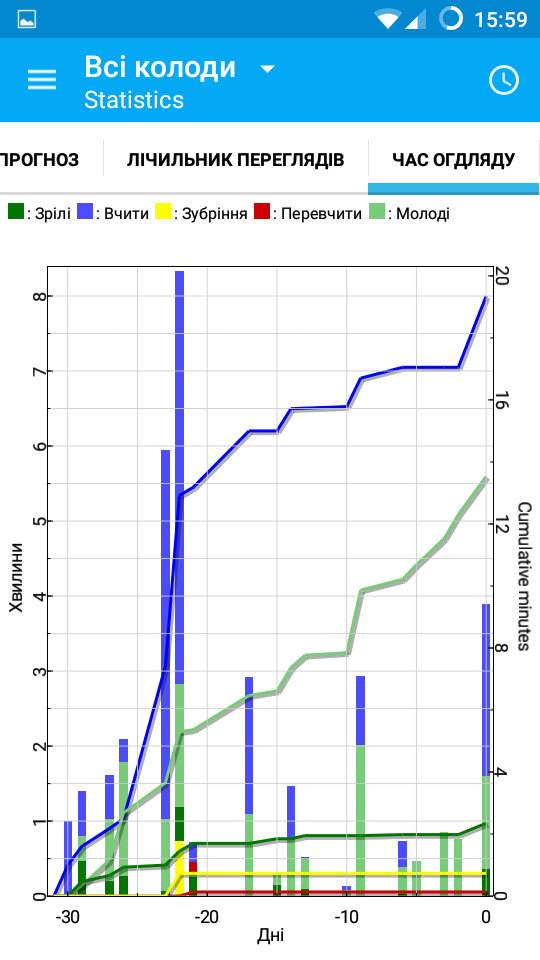 15:59
Всі колоди
Statistics
ПРОГНОЗ ЛІЧИЛЬНИК ПЕРЕГЛЯДІВ ЧАС ОГДЛЯДУ
: Зрілі : Вчити : Зубріння : Перевчити : Молоді
8
7
6
5
4
3
2
1
0
Хвилини
20
16
12
8
4
0
Cumulative minutes
-30 -20 -10 0
Дні